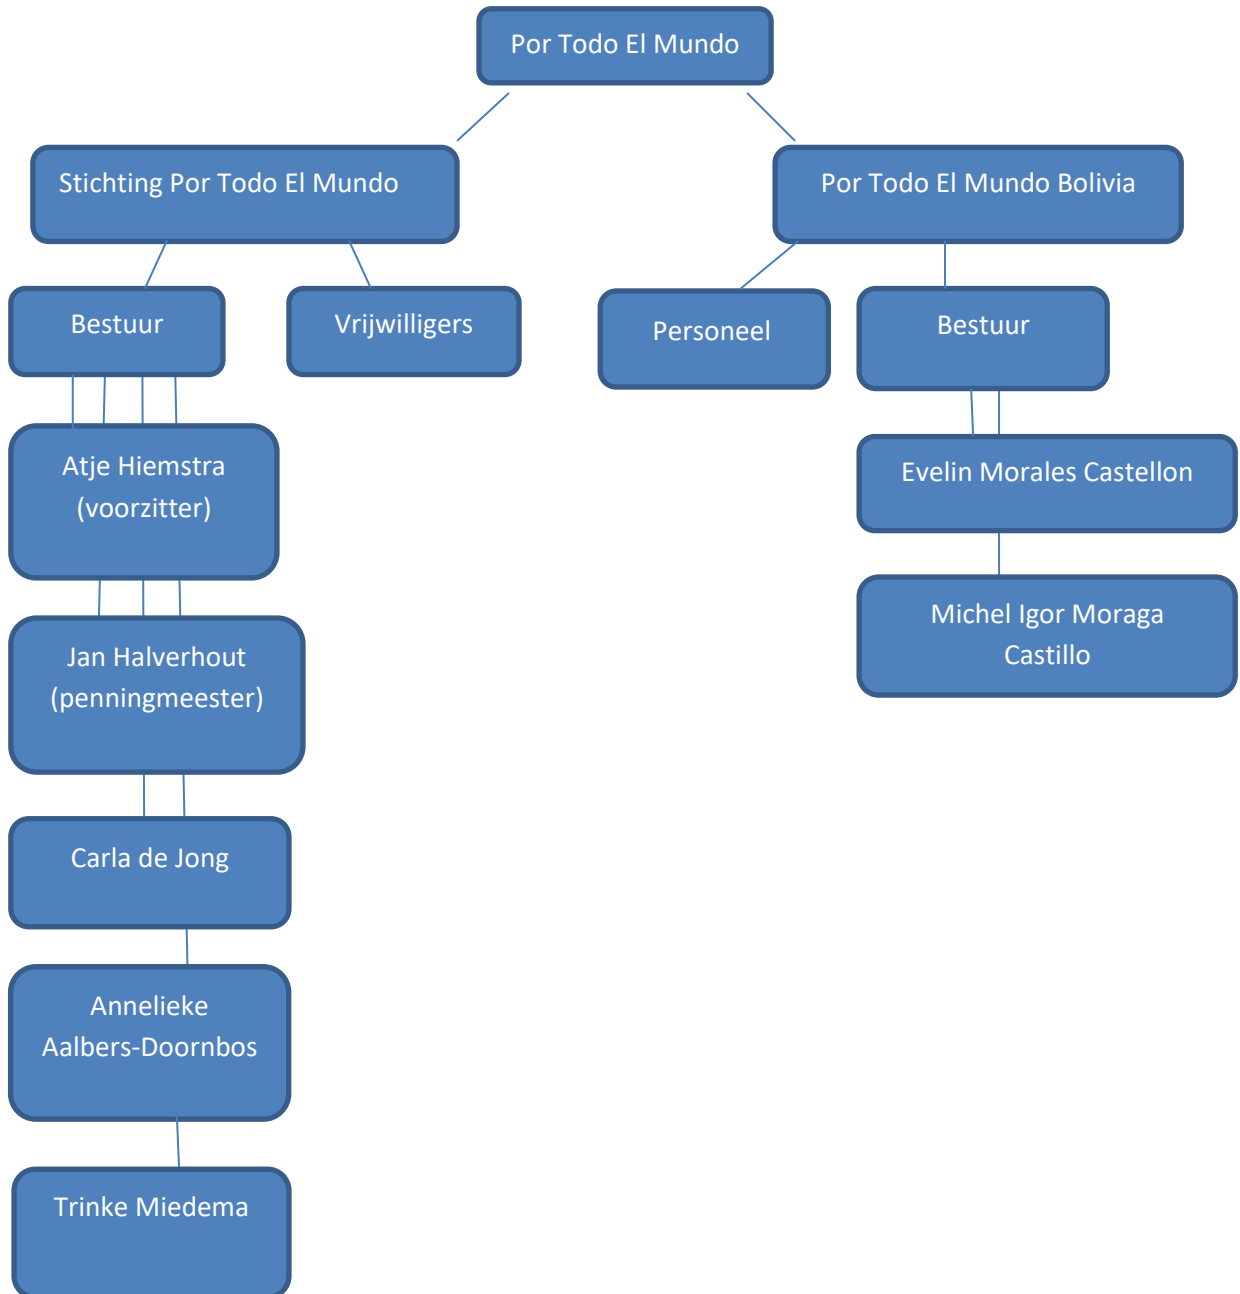 Por Todo El Mundo
Stichting Por Todo El Mundo
Por Todo El Mundo Bolivia
Bestuur
Vrijwilligers
Personeel
Bestuur
Atje Hiemstra
(voorzitter)
Evelin Morales Castellon
Jan Halverhout
(penningmeester)
Michel Igor Moraga
Castillo
Carla de Jong
Annelieke
Aalbers-Doornbos
Trinke Miedema